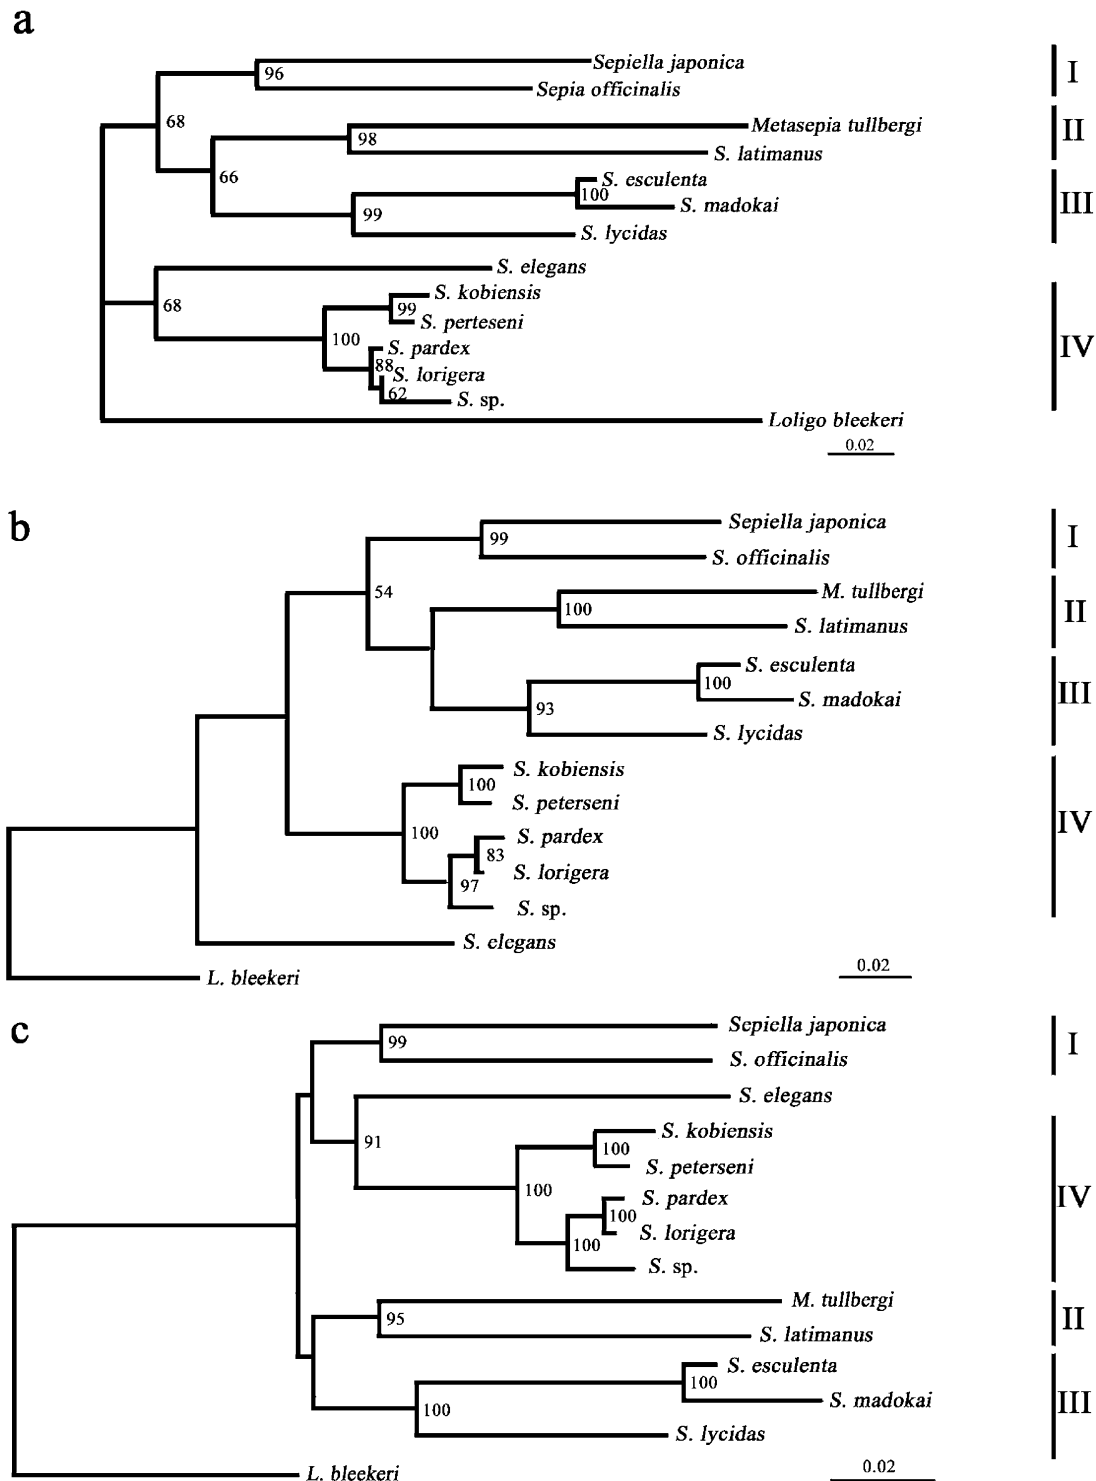 a
Sepiella japonica
I
96
Sepia officinalis
68
Metasepia tullbergi
II
98
S. latimanus
66
S. esculenta
100
S. madokai
III
99
S. lycidas
S. elegans
68
S. kobiensis
99
S. perteseni
100
S. pardex
IV
88
S. lorigera
62
S. sp.
Loligo bleekeri
0.02
b
Sepiella japonica
I
99
S. officinalis
54
M. tullbergi
II
100
S. latimanus
S. esculenta
100
III
S. madokai
93
S. lycidas
S. kobiensis
100
S. peterseni
IV
100
S. pardex
83
S. lorigera
97
S. sp.
S. elegans
0.02
L. bleekeri
c
Sepiella japonica
I
99
S. officinalis
S. elegans
91
S. kobiensis
100
S. peterseni
IV
100
S. pardex
100
S. lorigera
100
S. sp.
M. tullbergi
II
95
S. latimanus
S. esculenta
100
S. madokai
III
100
S. lycidas
0.02
L. bleekeri